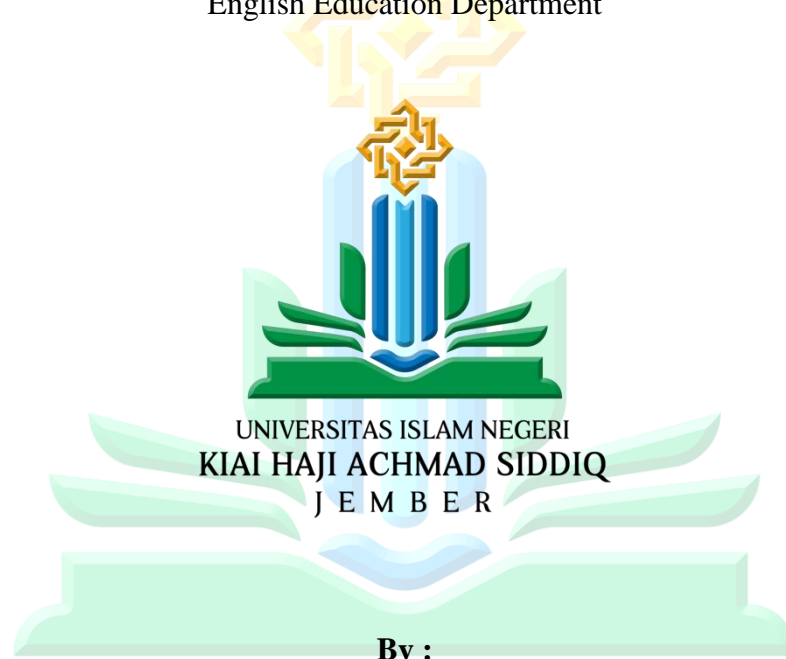 English Education Department
UNIVERSITAS ISLAM NEGERI
KIAI HAJI ACHMAD SIDDIQ
J E M B E R
By :